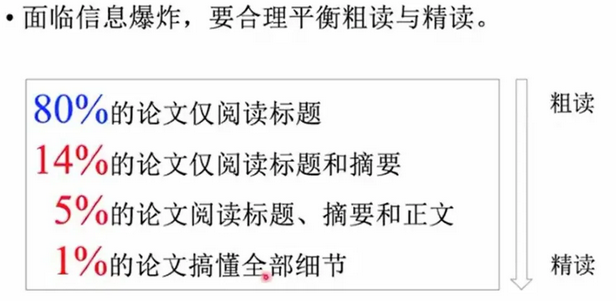 • 面临信息爆炸，要合理平衡粗读与精读。
80%的论文仅阅读标题
粗读
14%的论文仅阅读标题和摘要
5%的论文阅读标题、摘要和正文
1%的论文搞懂全部细节
精读